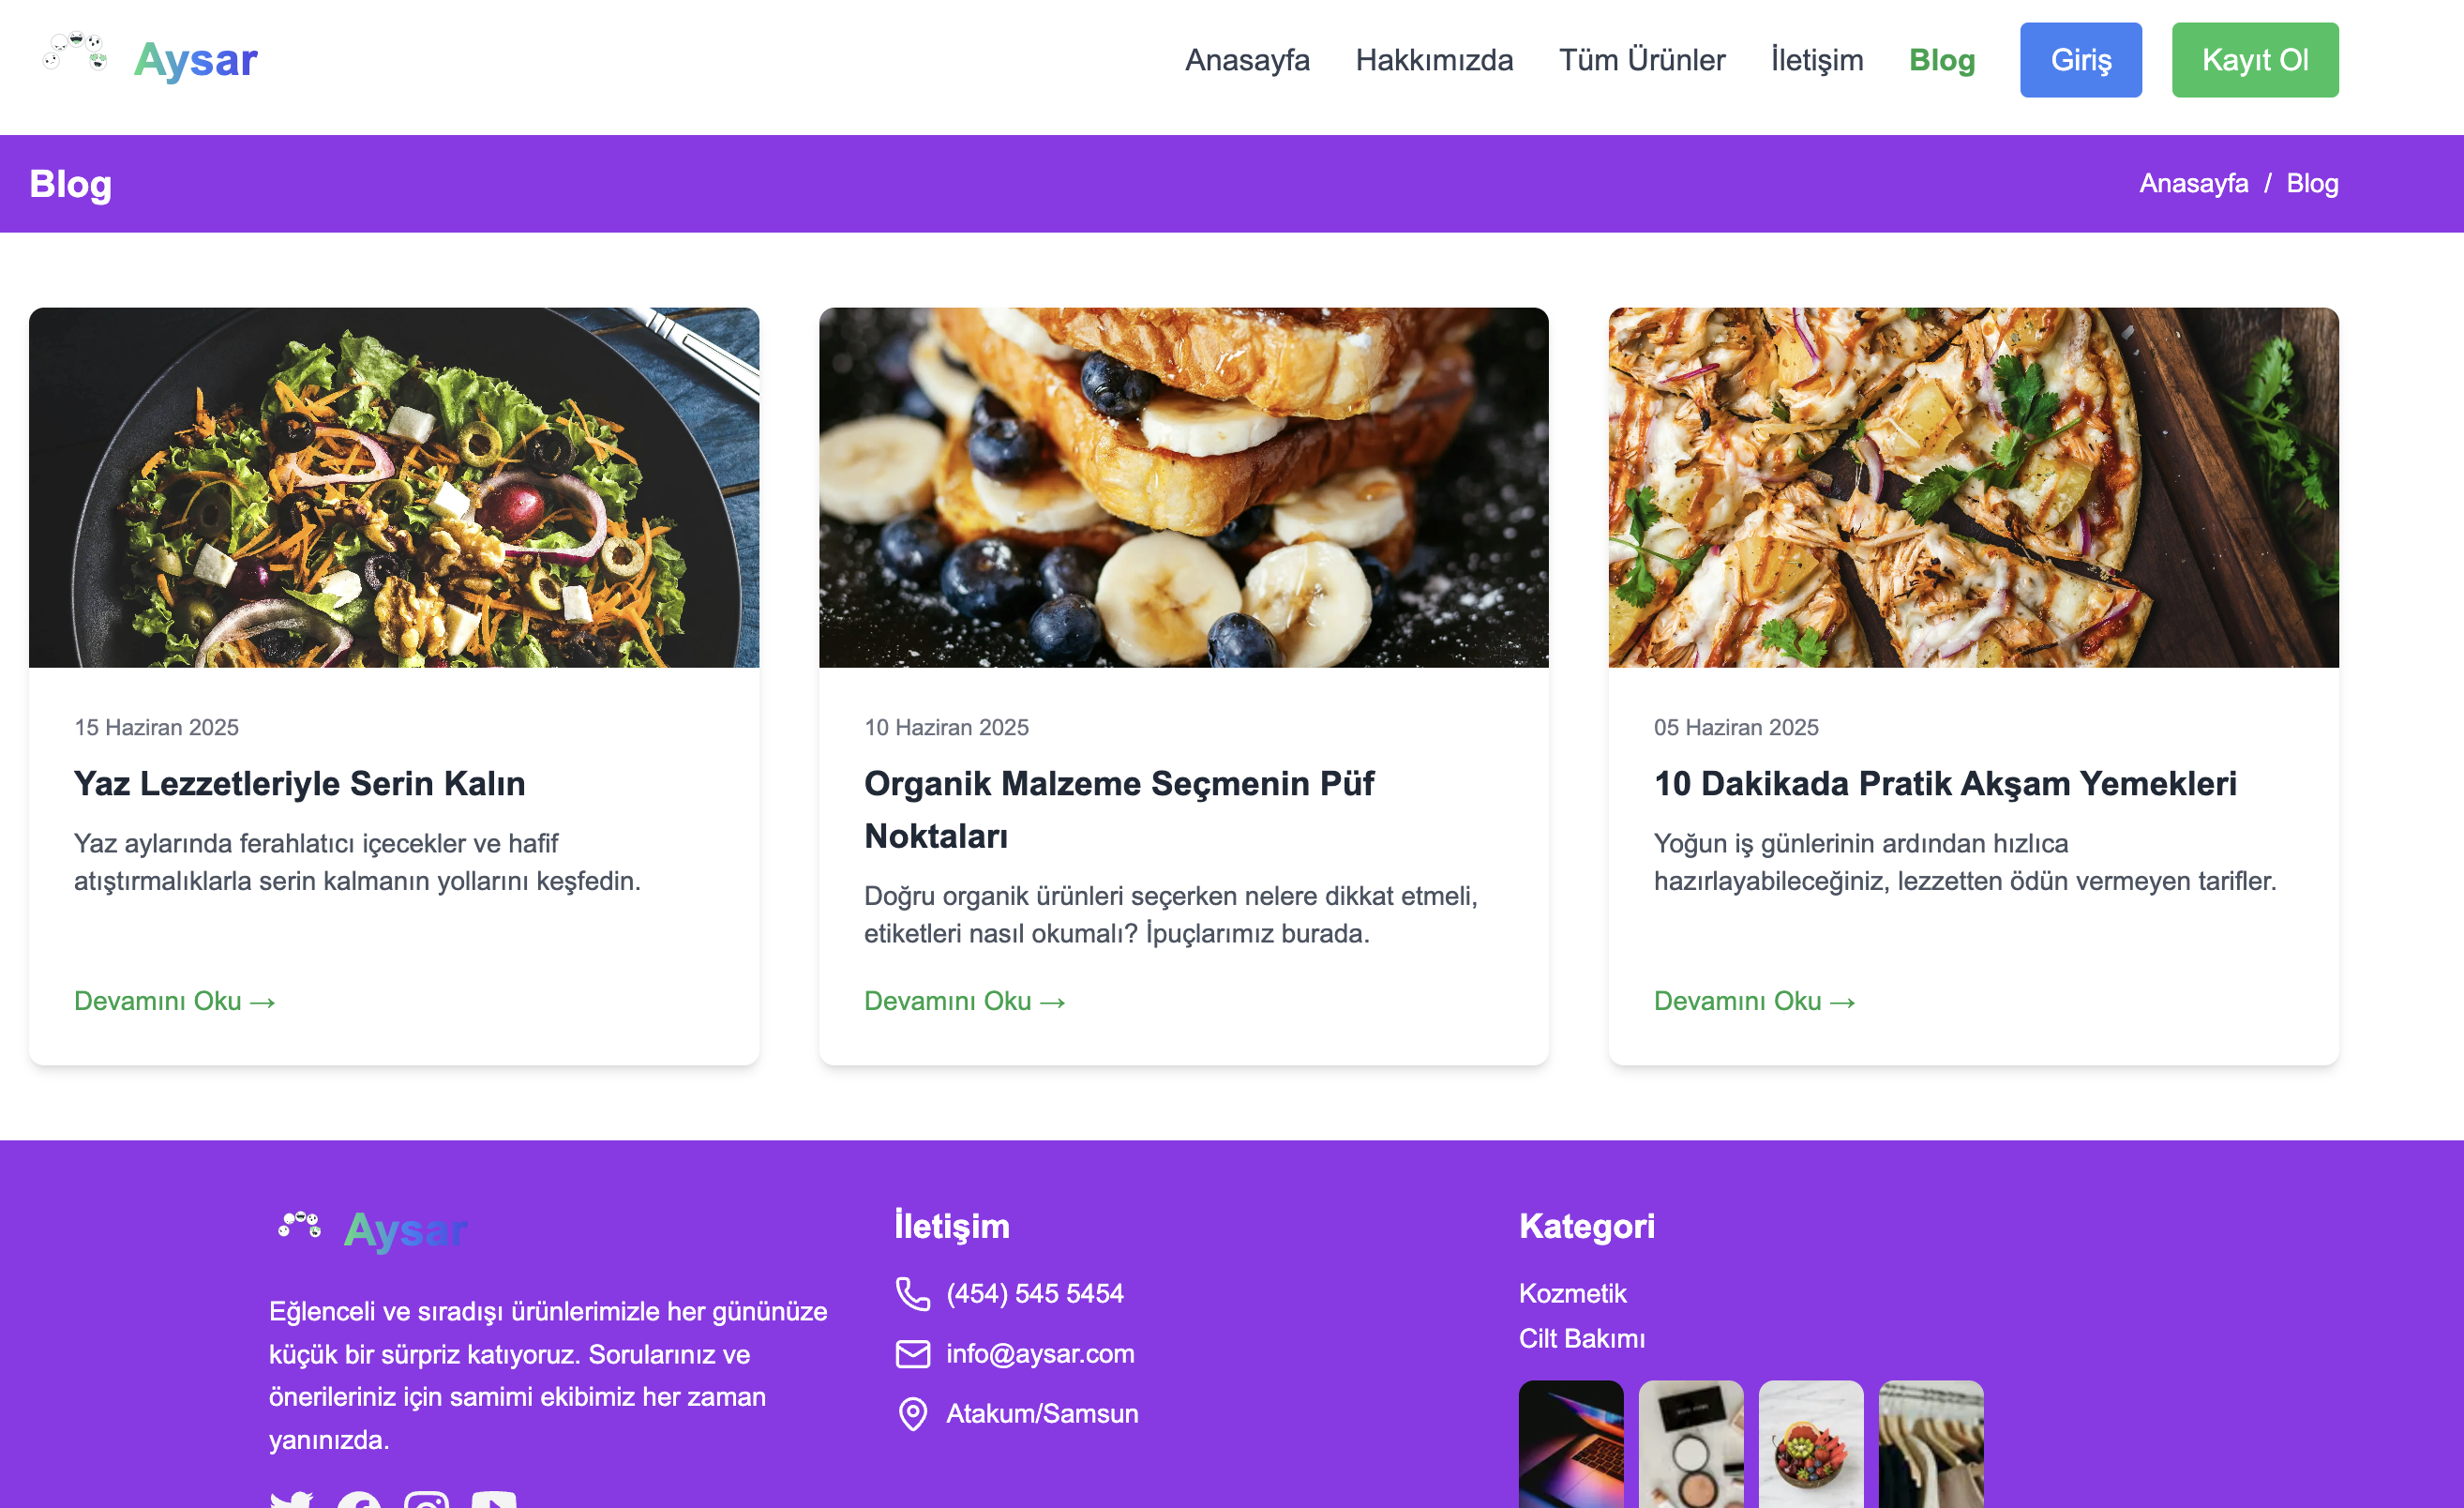 Aysar
Anasayfa Hakkımızda Tüm Ürünler İletişim Blog Giriş Kayıt Ol
Blog
Anasayfa / Blog
15 Haziran 2025
Yaz Lezzetleriyle Serin Kalın
Yaz aylarında ferahlatıcı içecekler ve hafif
atıştırmalıklarla serin kalmanın yollarını keşfedin.
Devamını Oku →
10 Haziran 2025
Organik Malzeme Seçmenin Püf
Noktaları
Doğru organik ürünleri seçerken nelere dikkat etmeli,
etiketleri nasıl okumalı? İpuçlarımız burada.
Devamını Oku →
05 Haziran 2025
10 Dakikada Pratik Akşam Yemekleri
Yoğun iş günlerinin ardından hızlıca
hazırlayabileceğiniz, lezzetten ödün vermeyen tarifler.
Devamını Oku →
Aysar
Eğlenceli ve sıradışı ürünlerimizle her gününüze
küçük bir sürpriz katıyoruz. Sorularınız ve
önerileriniz için samimi ekibimiz her zaman
yanınızda.
İletişim
(454) 545 5454
info@aysar.com
Atakum/Samsun
Kategori
Kozmetik
Cilt Bakımı